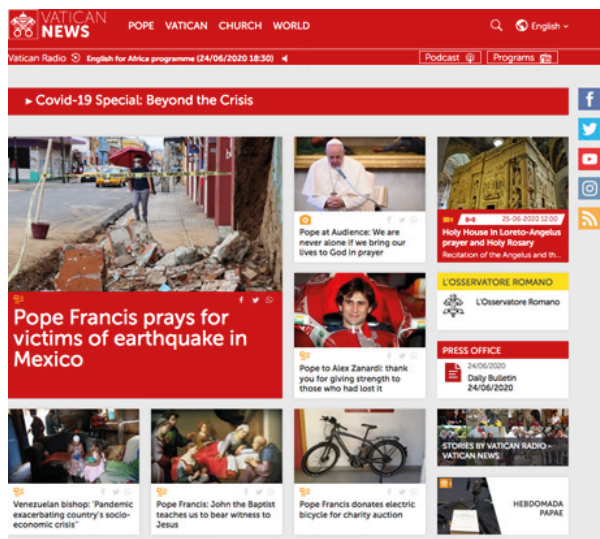 VATICAN
NEWS
POPE VATICAN CHURCH WORLD
English
Vatican Radio English for Africa programme (24/06/2020 18:30)
Podcast
Programs
Covid-19 Special: Beyond the Crisis
Pope Francis prays for
victims of earthquake in
Mexico
Pope at Audience: We are
never alone if we bring our
lives to God in prayer
25-06-2020 12:00
Holy House in Loreto-Angelus
prayer and Holy Rosary
Recitation of the Angelus and th...
Pope to Alex Zanardi: thank
you for giving strength to
those who had lost it
L'OSSERVATORE ROMANO
L'Osservatore Romano
PRESS OFFICE
24/06/2020
Daily Bulletin
24/06/2020
Venezuelan bishop: "Pandemic
exacerbating country's socio-
economic crisis"
Pope Francis: John the Baptist
teaches us to bear witness to
Jesus
Pope Francis donates electric
bicycle for charity auction
STORIES BY VATICAN RADIO -
VATICAN NEWS
HEBDOMADA
PAPAE